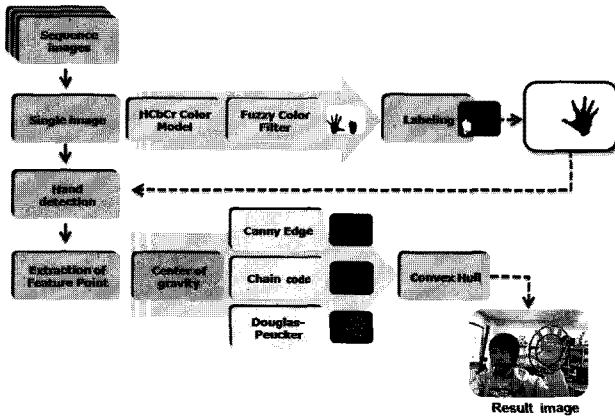 Sequence
images
Single image
HCbCr Color
Model
Fuzzy Color
Filter
Labeling
Hand
detection
Extraction of
Feature Point
Center of
gravity
Canny Edge
Chain code
Douglas-
Peucker
Convex Hull
Result image